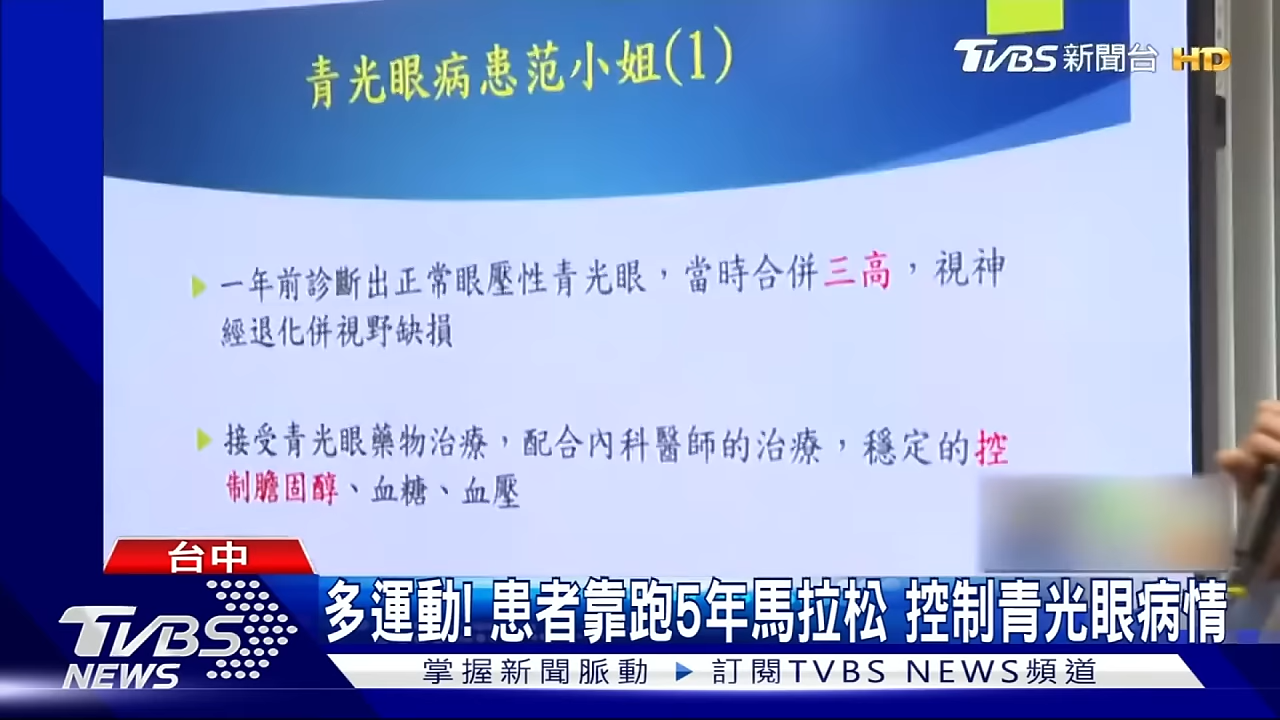 青光眼病患范小姐(1)
TVBS新聞台 HD
一年前診斷出正常眼壓性青光眼，當時合併三高，視神
經退化併視野缺損
接受青光眼藥物治療，配合內科醫師的治療，穩定的控
制膽固醇、血糖、血壓
台中
多運動! 患者靠跑5年馬拉松 控制青光眼病情
TVBS
NEWS
掌握新聞脈動 ▶ 訂閱TVBS NEWS頻道